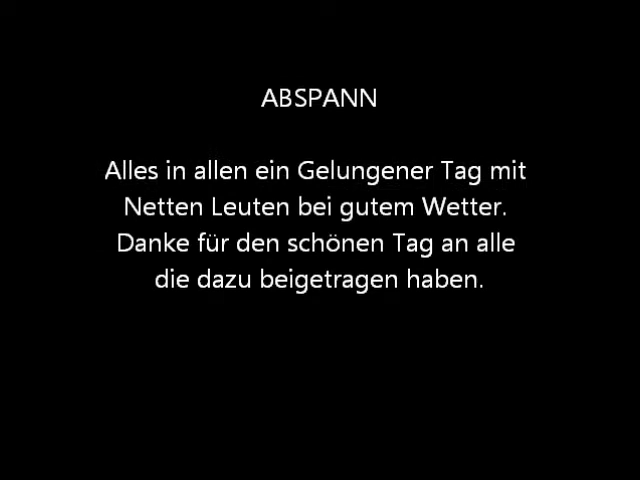 ABSPANN
Alles in allen ein Gelungener Tag mit
Netten Leuten bei gutem Wetter.
Danke für den schönen Tag an alle
die dazu beigetragen haben.